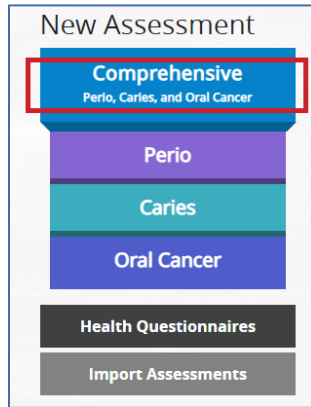 New Assessment
Comprehensive
Perio, Caries, and Oral Cancer
Perio
Caries
Oral Cancer
Health Questionnaires
Import Assessments